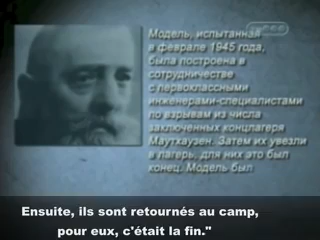 Модель, испытанная
в феврале 1945 года,
была построена в
сотрудничестве
с первоклассными
инженерами-специалистами
по взрывам из числа
заключенных концлагеря
Маутхаузен. Затем их увезли
в лагерь, для них это был
конец. Модель был
Ensuite, ils sont retournés au camp,
pour eux, c'était la fin."